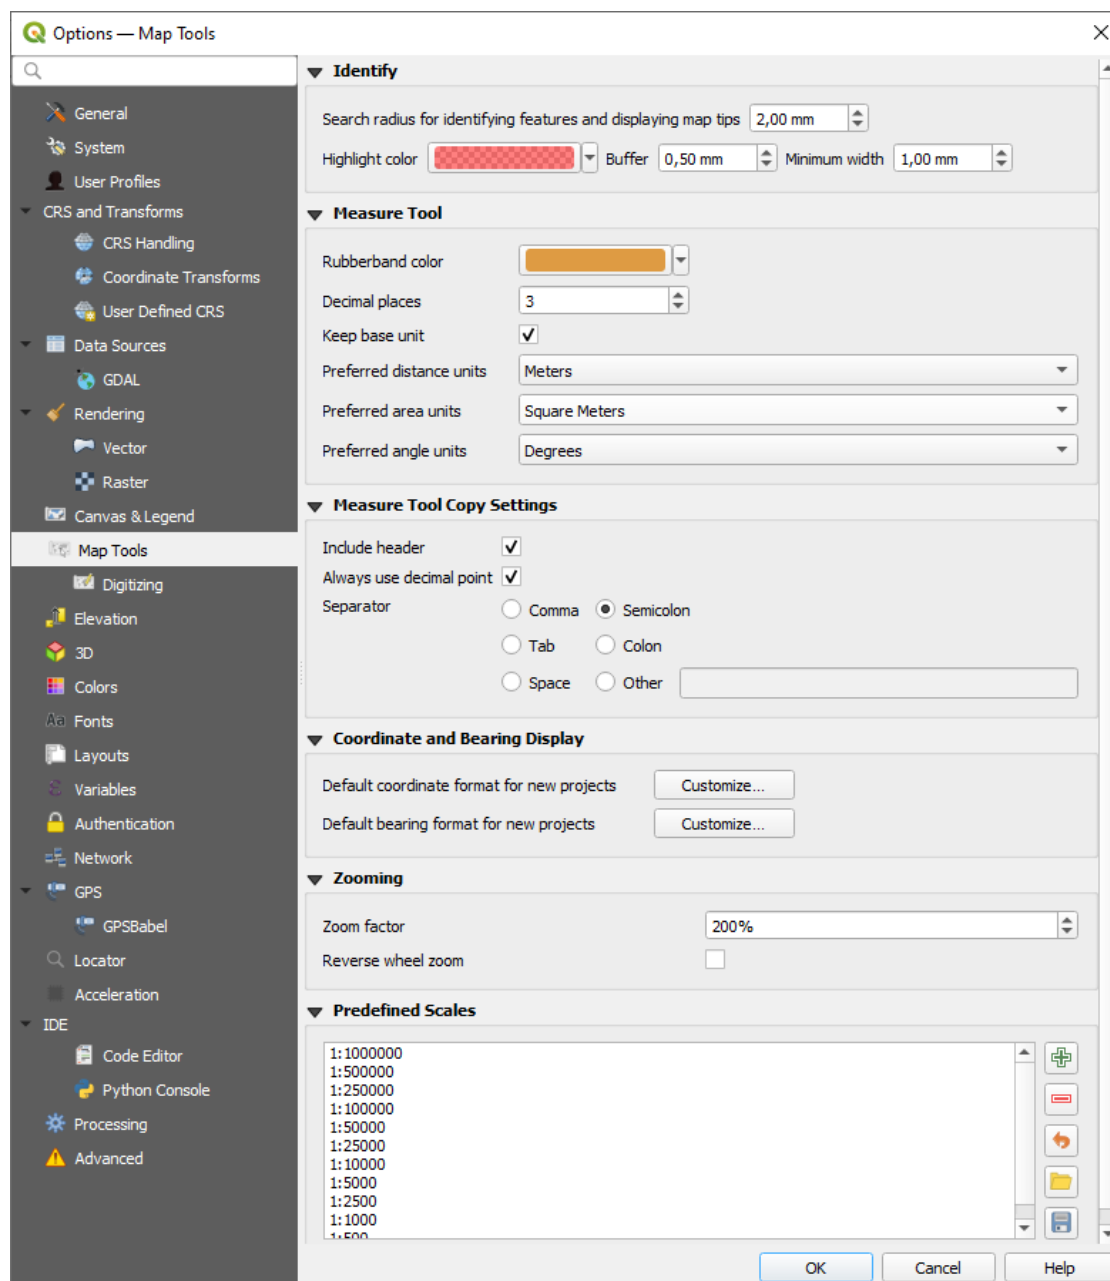 Options — Map Tools
General
System
User Profiles
CRS and Transforms
CRS Handling
Coordinate Transforms
User Defined CRS
Data Sources
GDAL
Rendering
Vector
Raster
Canvas & Legend
Map Tools
Digitizing
Elevation
3D
Colors
Aa Fonts
Layouts
ε Variables
Authentication
Network
GPS
GPSBabel
Locator
Acceleration
IDE
Code Editor
Python Console
Processing
Advanced
Identify
Search radius for identifying features and displaying map tips 2,00 mm
Highlight color Buffer 0,50 mm Minimum width 1,00 mm
Measure Tool
Rubberband color
Decimal places 3
Keep base unit
Preferred distance units Meters
Preferred area units Square Meters
Preferred angle units Degrees
Measure Tool Copy Settings
Include header
Always use decimal point
Separator Comma Semicolon
Tab Colon
Space Other
Coordinate and Bearing Display
Default coordinate format for new projects Customize...
Default bearing format for new projects Customize...
Zooming
Zoom factor 200%
Reverse wheel zoom
Predefined Scales
1:1000000
1:500000
1:250000
1:100000
1:50000
1:25000
1:10000
1:5000
1:2500
1:1000
1:500
OK Cancel Help